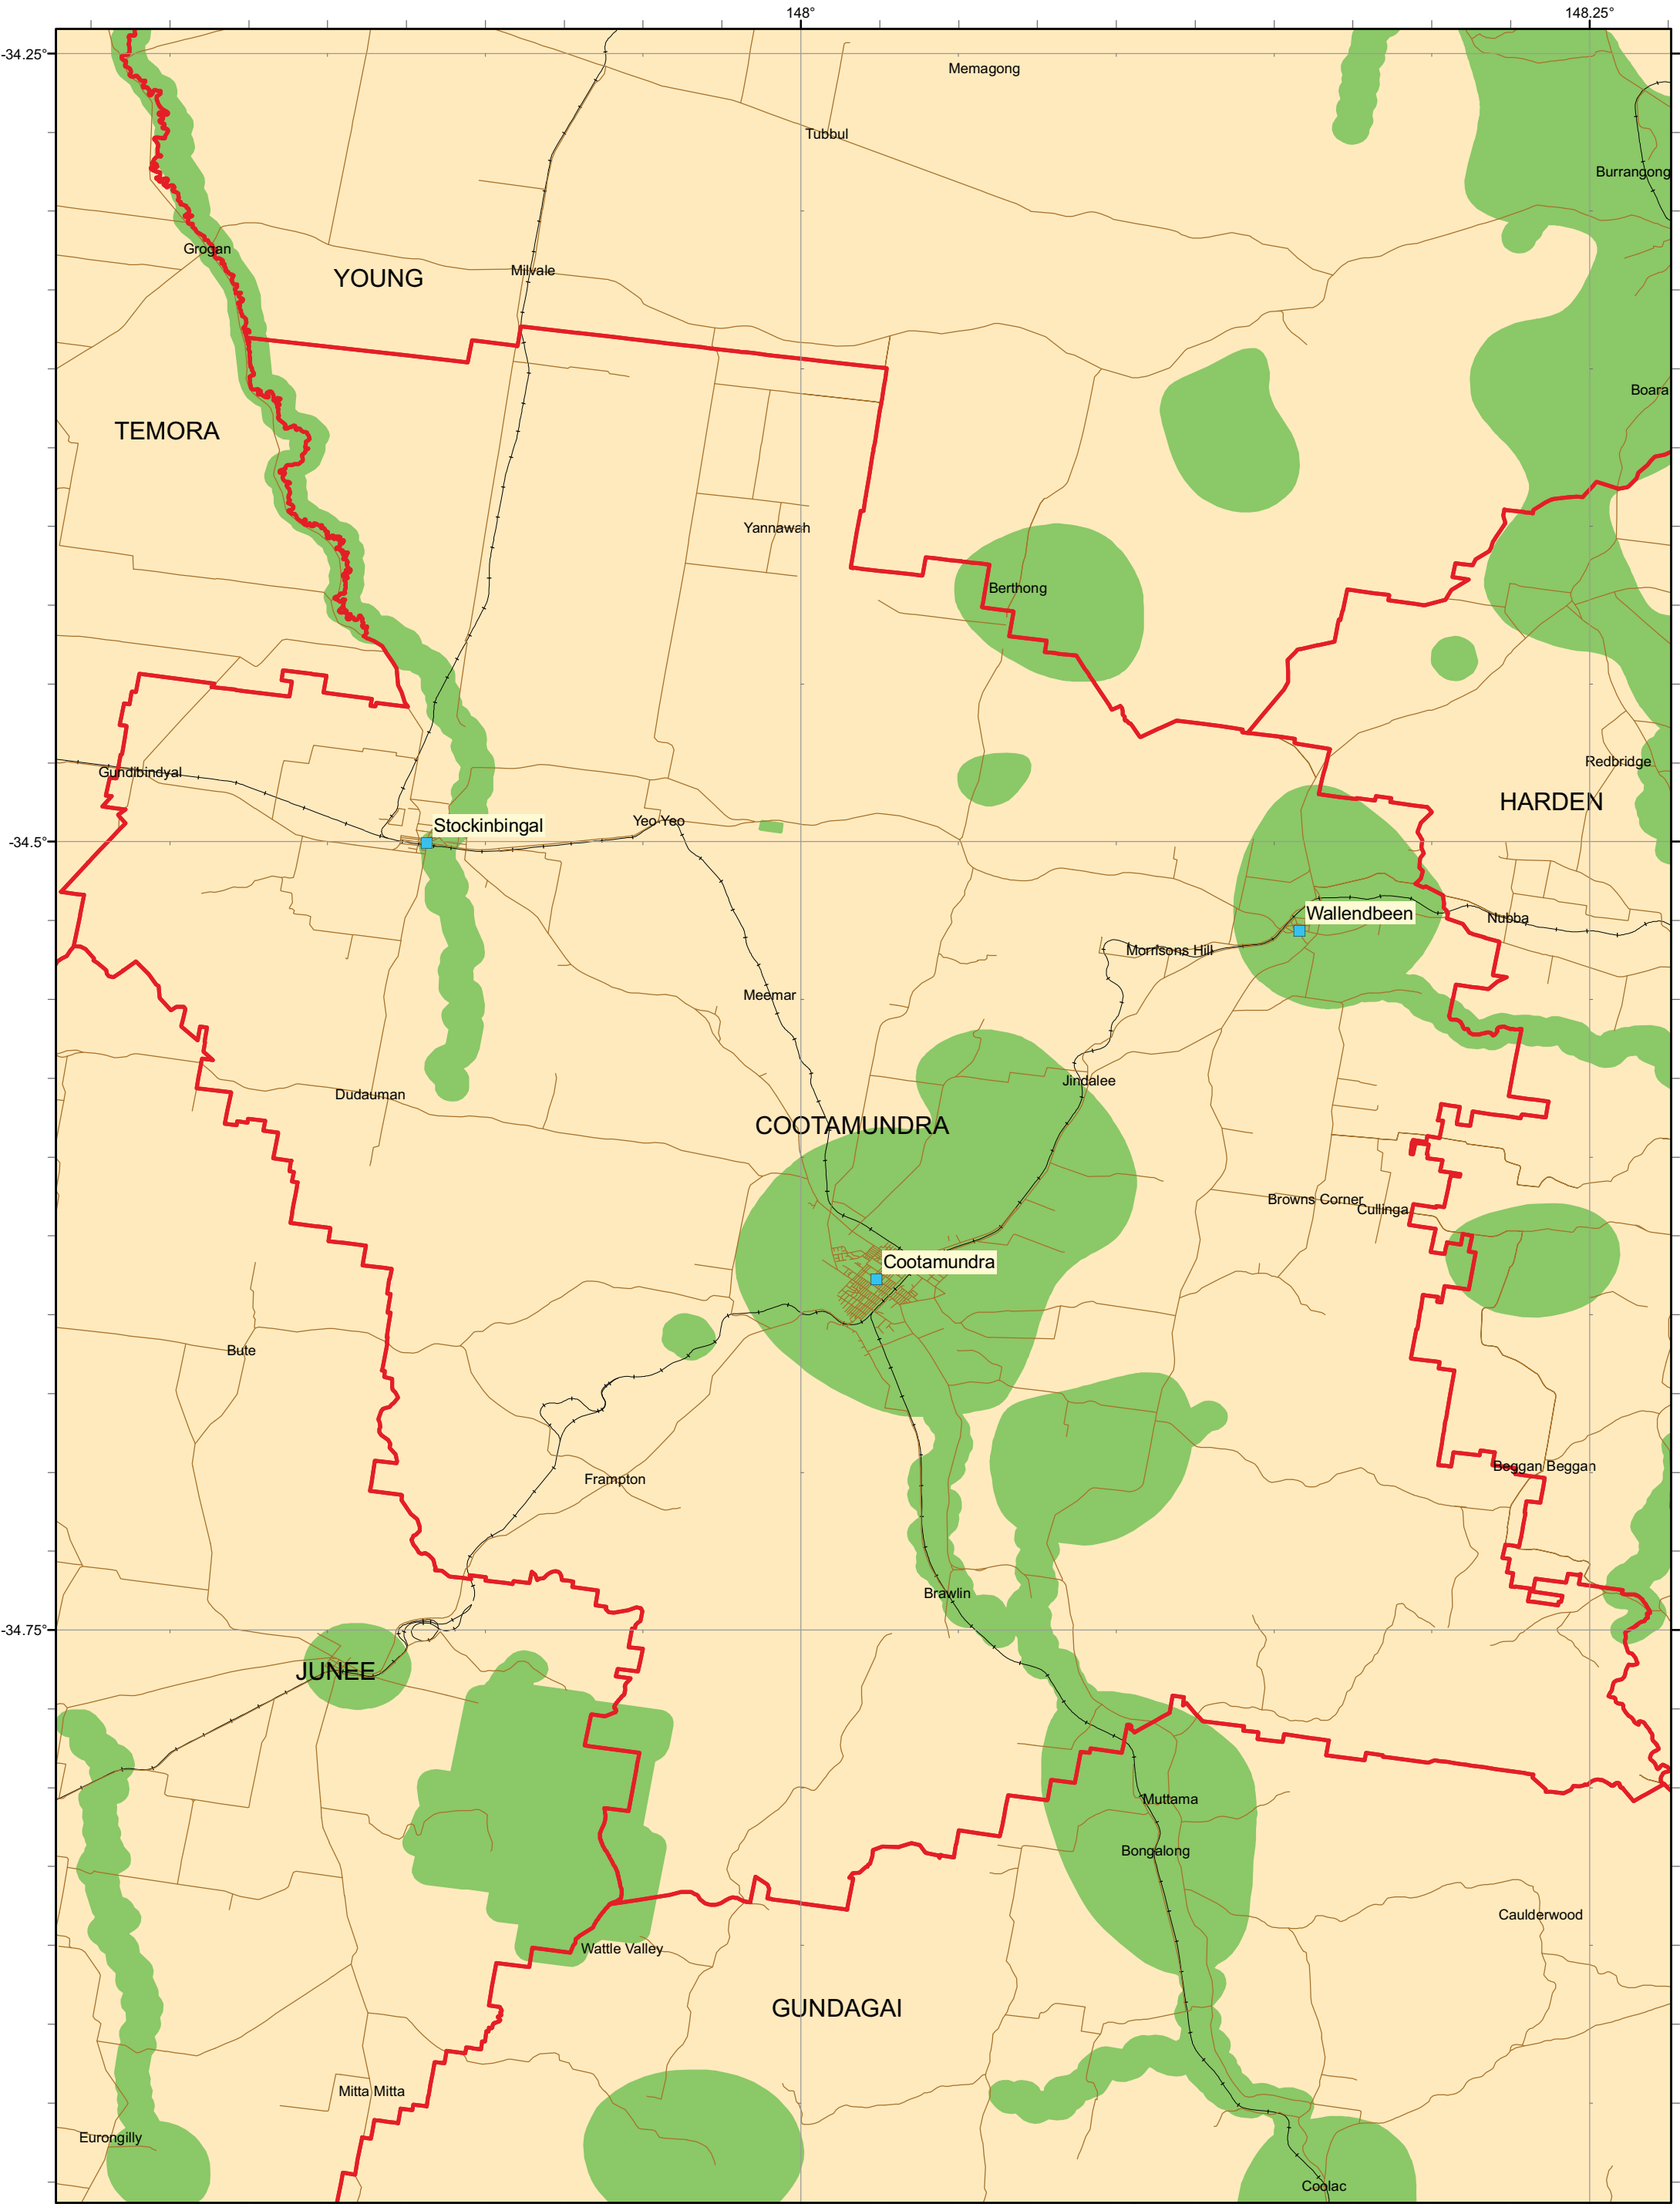 148°
148.25°
-34.25°
Memagong
Tubbul
Burrangong
Grogan
Milvale
YOUNG
Boara
TEMORA
Yannawah
Berthong
Redbridge
Gundibindyal
HARDEN
Stockinbingal
Yeo Yeo
-34.5°
Wallendbeen
Nubba
Morrisons Hill
Meemar
Jindalee
Dudauman
COOTAMUNDRA
Browns Corner
Cullinga
Cootamundra
Bute
Beggan Beggan
Frampton
Brawlin
-34.75°
JUNEE
Muttama
Bongalong
Caulderwood
Wattle Valley
GUNDAGAI
Mitta Mitta
Eurongilly
Coolac